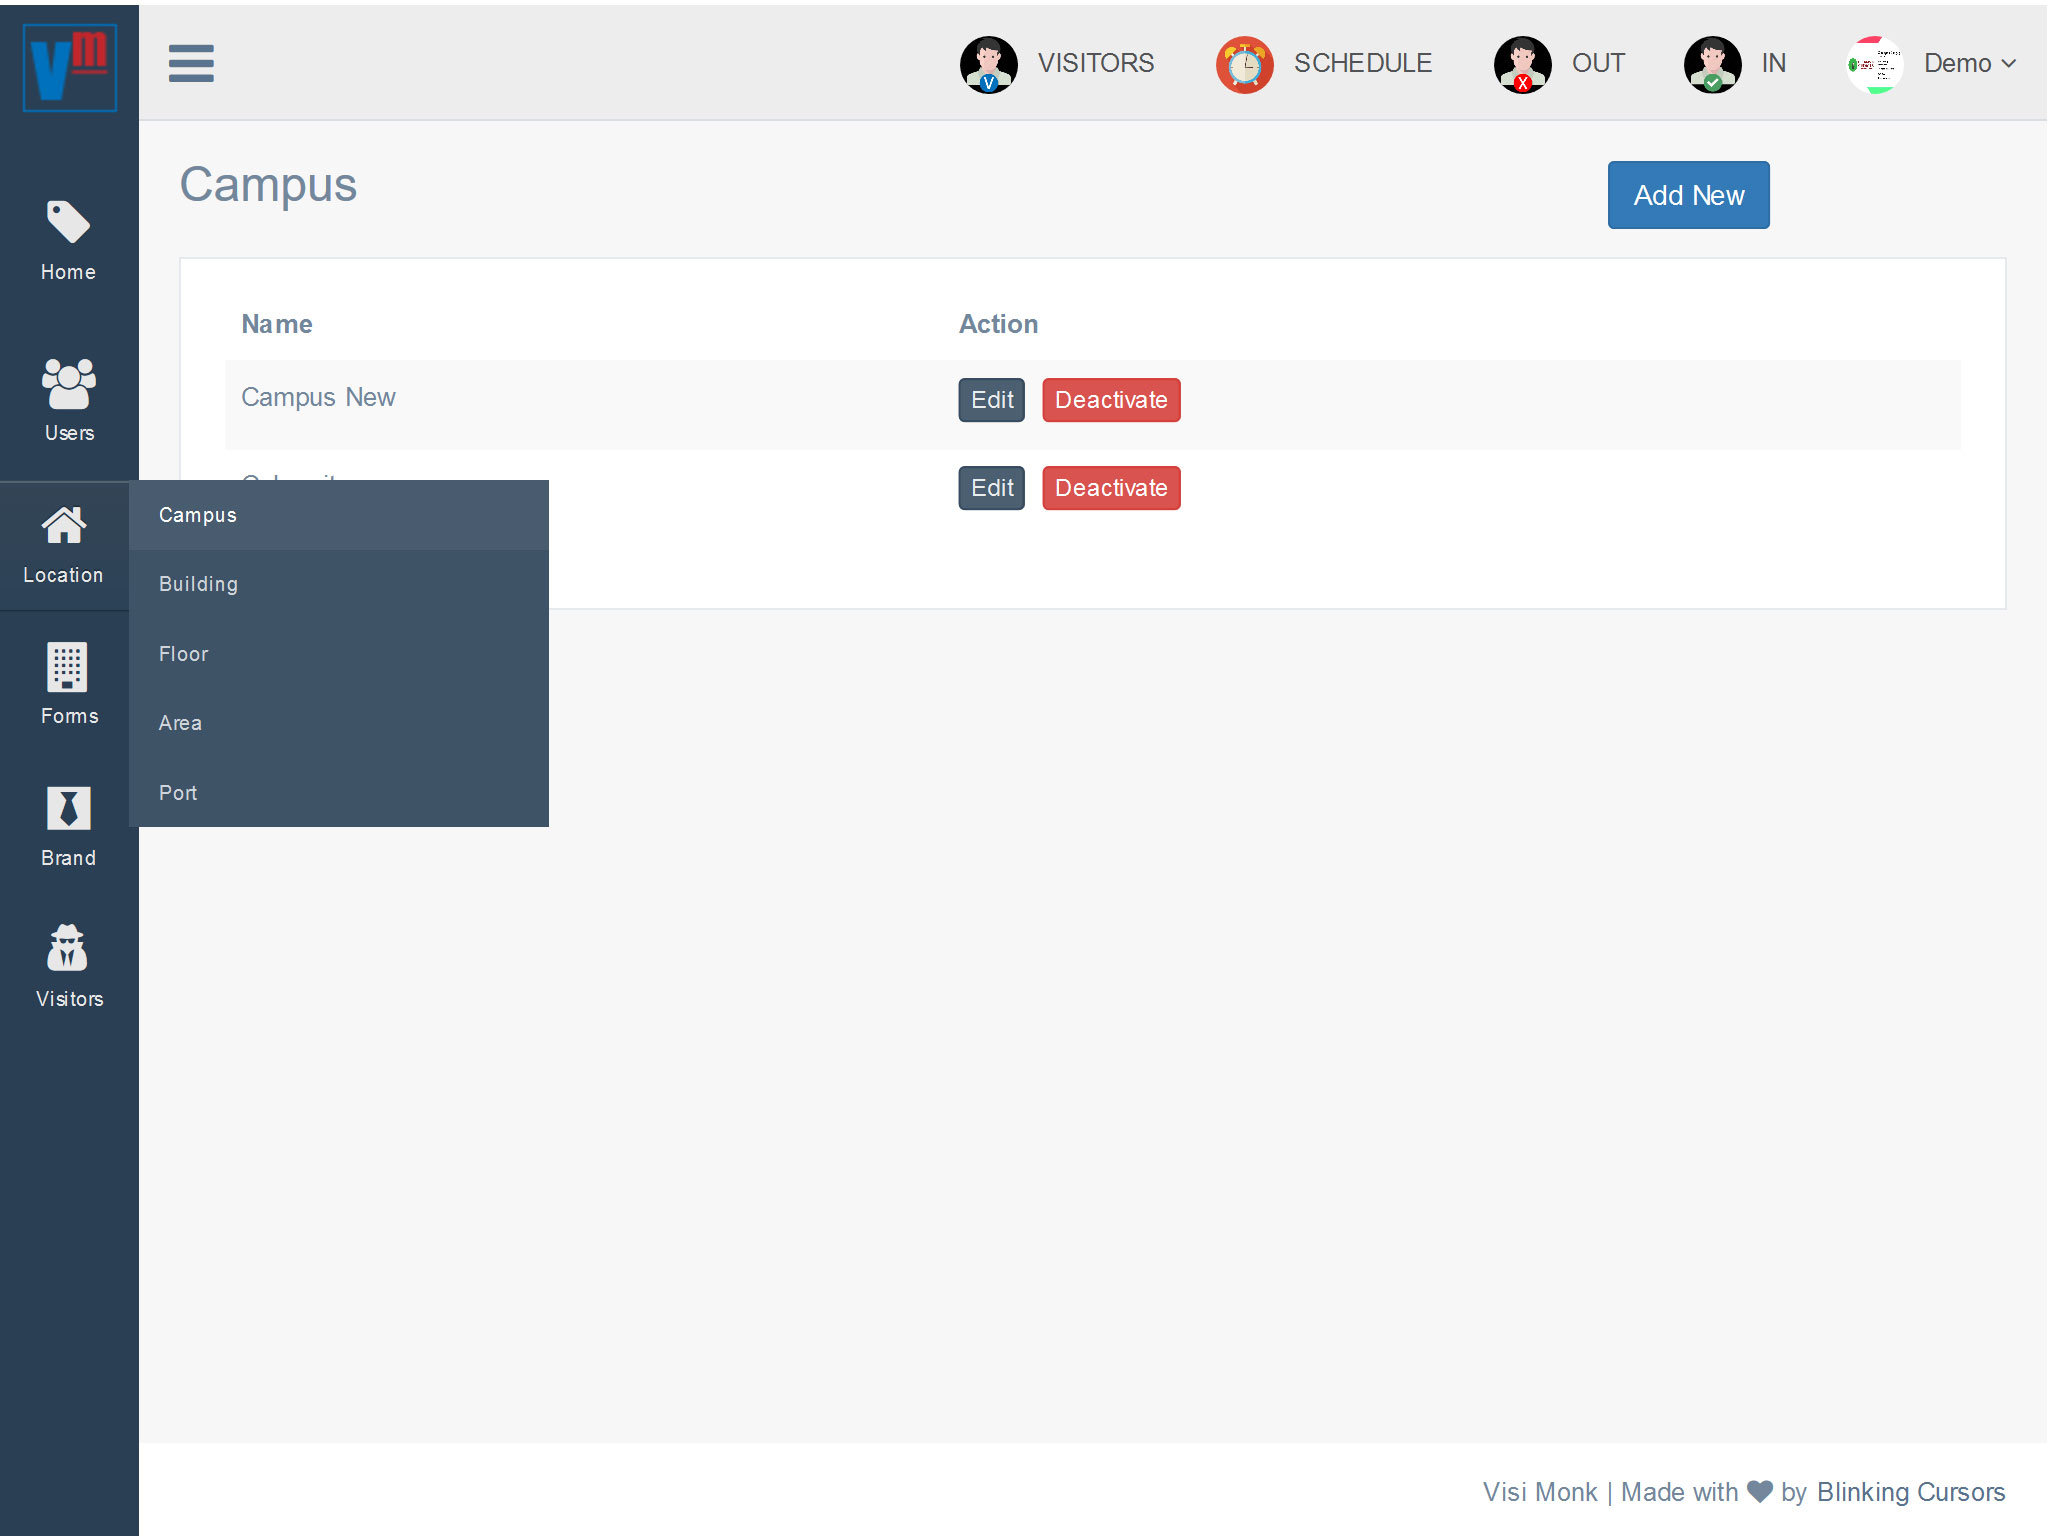 Vm
VISITORS
SCHEDULE
OUT
IN
Demo
Campus
Add New
Home
Name Action
Campus New Edit Deactivate
Users
Edit Deactivate
Location
Campus
Building
Floor
Area
Port
Forms
Brand
Visitors
Visi Monk | Made with by Blinking Cursors